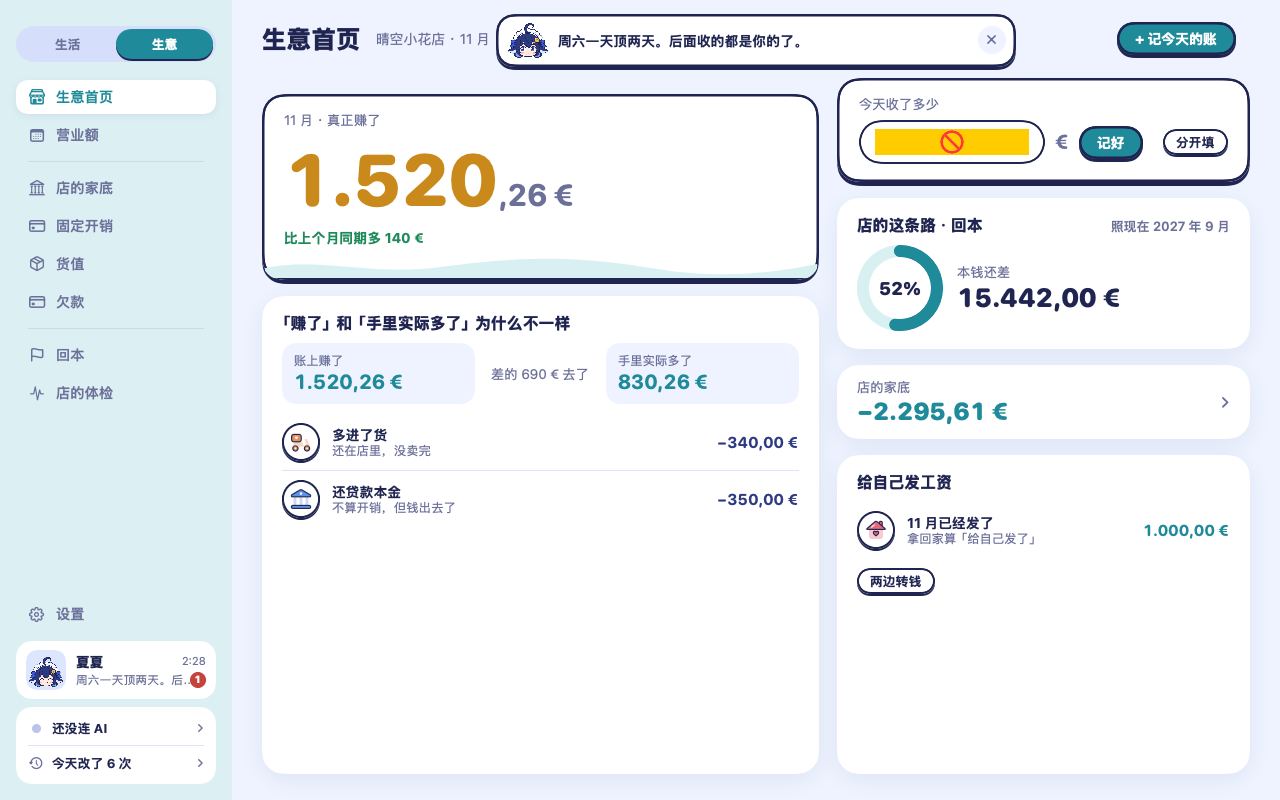 生活
生意
生意首页
营业额
店的家底
固定开销
货值
欠款
回本
店的体检
设置
夏夏
2:28
周六一天顶两天。后…
1
还没连 AI
今天改了 6 次
生意首页
晴空小花店 · 11 月
周六一天顶两天。后面收的都是你的了。
+ 记今天的账
11 月 · 真正赚了
1.520,26 €
比上个月同期多 140 €
「赚了」和「手里实际多了」为什么不一样
账上赚了
1.520,26 €
差的 690 € 去了
手里实际多了
830,26 €
多进了货
还在店里，没卖完
−340,00 €
还贷款本金
不算开销，但钱出去了
−350,00 €
今天收了多少
€
记好
分开填
店的这条路 · 回本
照现在 2027 年 9 月
52%
本钱还差
15.442,00 €
店的家底
−2.295,61 €
给自己发工资
11 月已经发了
拿回家算「给自己发了」
1.000,00 €
两边转钱